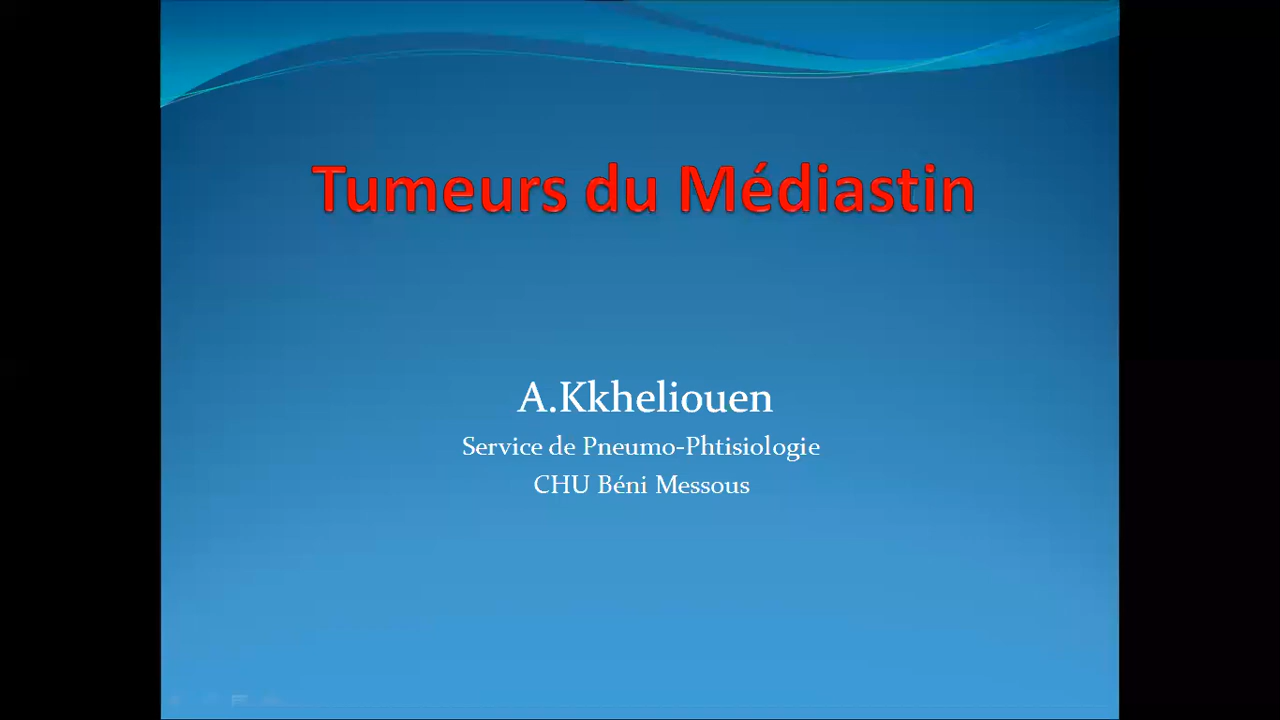 Tumeurs du Médiastin
A.Kkheliouen
Service de Pneumo-Phtisiologie
CHU Béni Messous